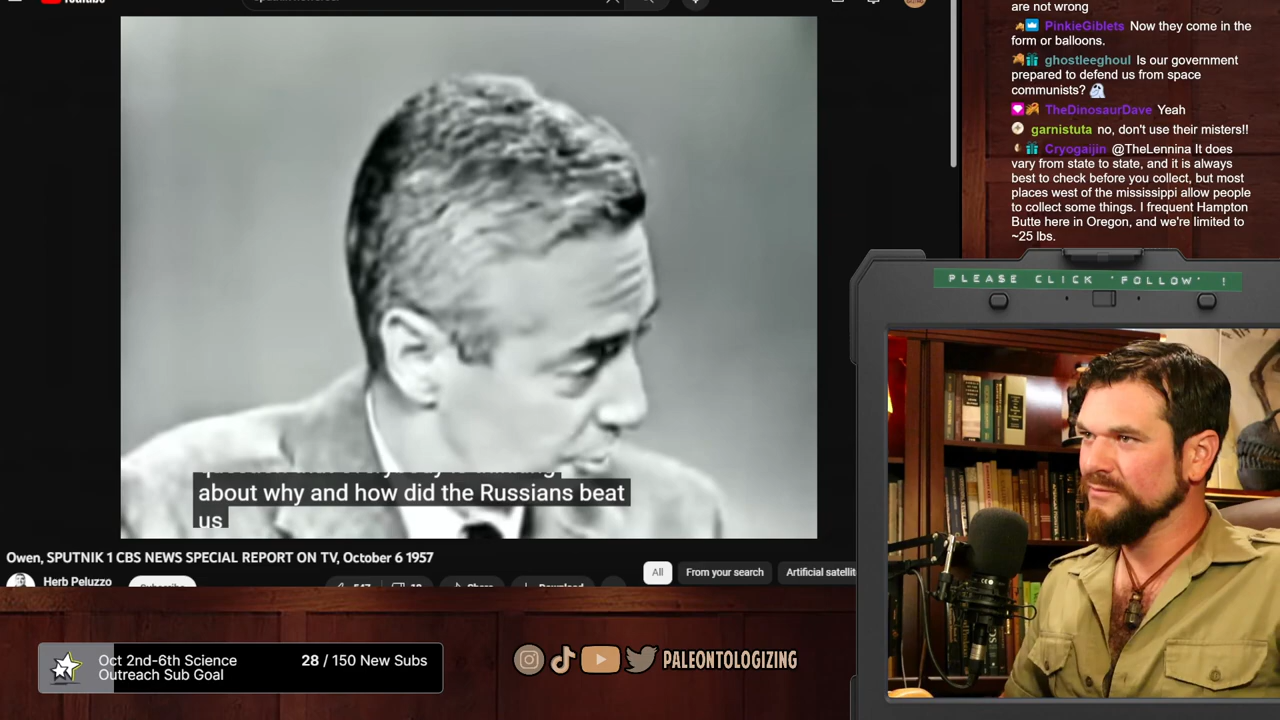 are not wrong
PinkieGiblets Now they come in the
form or balloons.
ghostleeghoul Is our government
prepared to defend us from space
communists?
TheDinosaurDave Yeah
garnistuta no, don't use their misters!!
Cryogaijin @TheLennina It does
vary from state to state, and it is always
best to check before you collect, but most
places west of the mississippi allow people
to collect some things. I frequent Hampton
Butte here in Oregon, and we're limited to
~25 lbs.
PLEASE CLICK 'FOLLOW' !
about why and how did the Russians beat
us
Owen, SPUTNIK 1 CBS NEWS SPECIAL REPORT ON TV, October 6 1957
Herb Peluzzo Subscribe 547 Share Download
All From your search Artificial satellit
Oct 2nd-6th Science
Outreach Sub Goal
28 / 150 New Subs
PALEONTOLOGIZING